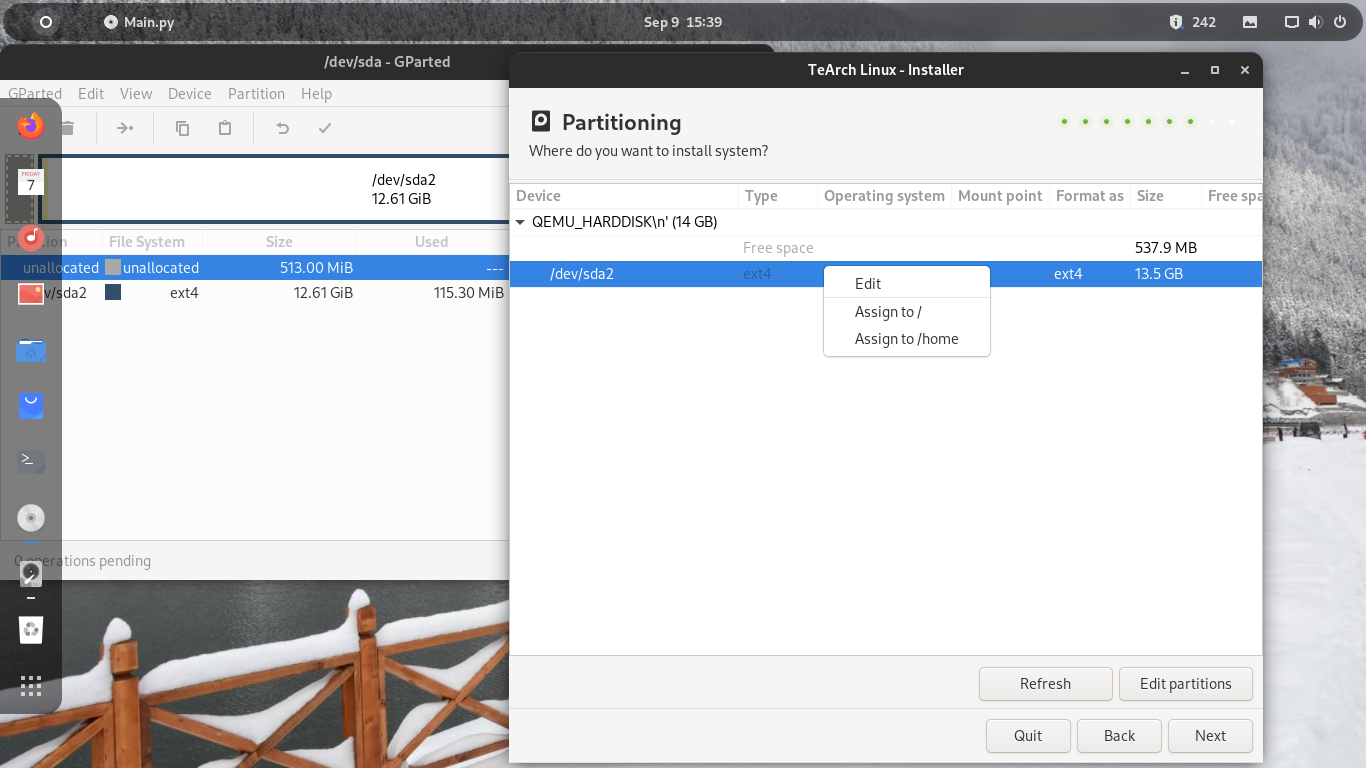 Main.py
Sep 9 15:39
242
/dev/sda - GParted
GParted Edit View Device Partition Help
/dev/sda2
12.61 GiB
File System Size Used
unallocated unallocated 513.00 MiB ---
v/sda2 ext4 12.61 GiB 115.30 MiB
0 operations pending
FRIDAY
7
TeArch Linux - Installer
Partitioning
Where do you want to install system?
Device Type Operating system Mount point Format as Size Free spa
QEMU_HARDDISK\n' (14 GB)
Free space 537.9 MB
/dev/sda2 ext4 ext4 13.5 GB
Edit
Assign to /
Assign to /home
Refresh Edit partitions
Quit Back Next